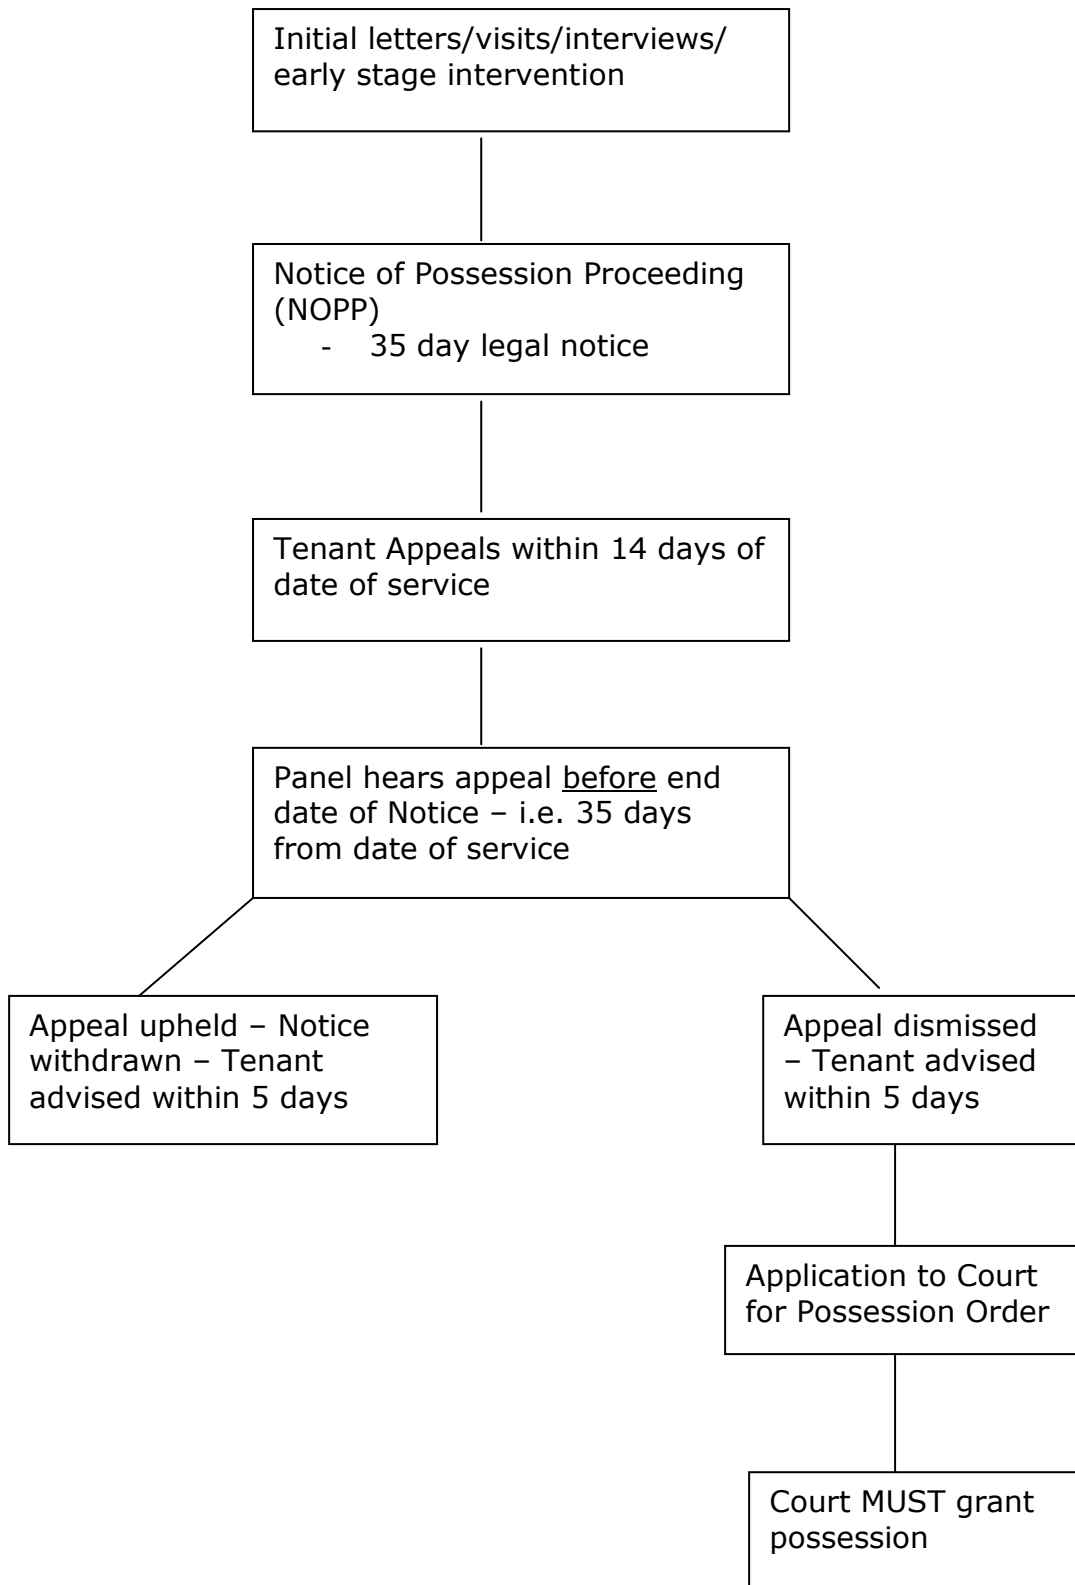 Initial letters/visits/interviews/
early stage intervention
Notice of Possession Proceeding
(NOPP)
- 35 day legal notice
Tenant Appeals within 14 days of
date of service
Panel hears appeal before end
date of Notice – i.e. 35 days
from date of service
Appeal upheld – Notice
withdrawn – Tenant
advised within 5 days
Appeal dismissed
– Tenant advised
within 5 days
Application to Court
for Possession Order
Court MUST grant
possession